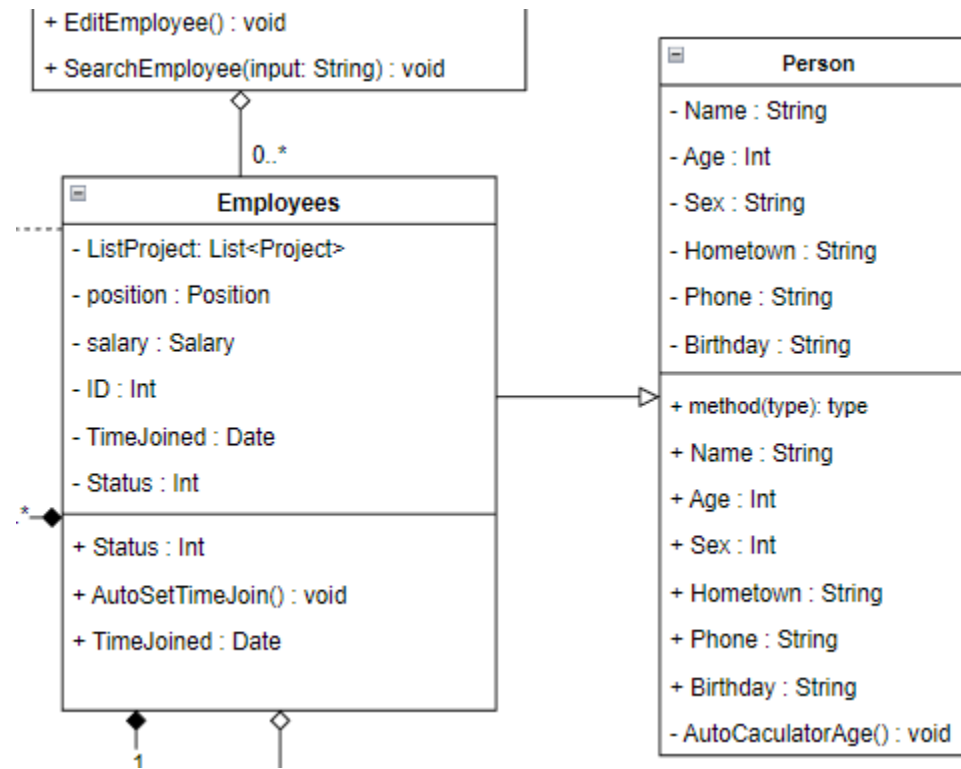 + EditEmployee() : void
+ SearchEmployee(input: String) : void
0..*
Employees
- ListProject: List<Project>
- position : Position
- salary : Salary
- ID : Int
- TimeJoined : Date
- Status : Int
.*
+ Status : Int
+ AutoSetTimeJoin() : void
+ TimeJoined : Date
1
Person
- Name : String
- Age : Int
- Sex : String
- Hometown : String
- Phone : String
- Birthday : String
+ method(type): type
+ Name : String
+ Age : Int
+ Sex : Int
+ Hometown : String
+ Phone : String
+ Birthday : String
- AutoCaculatorAge() : void